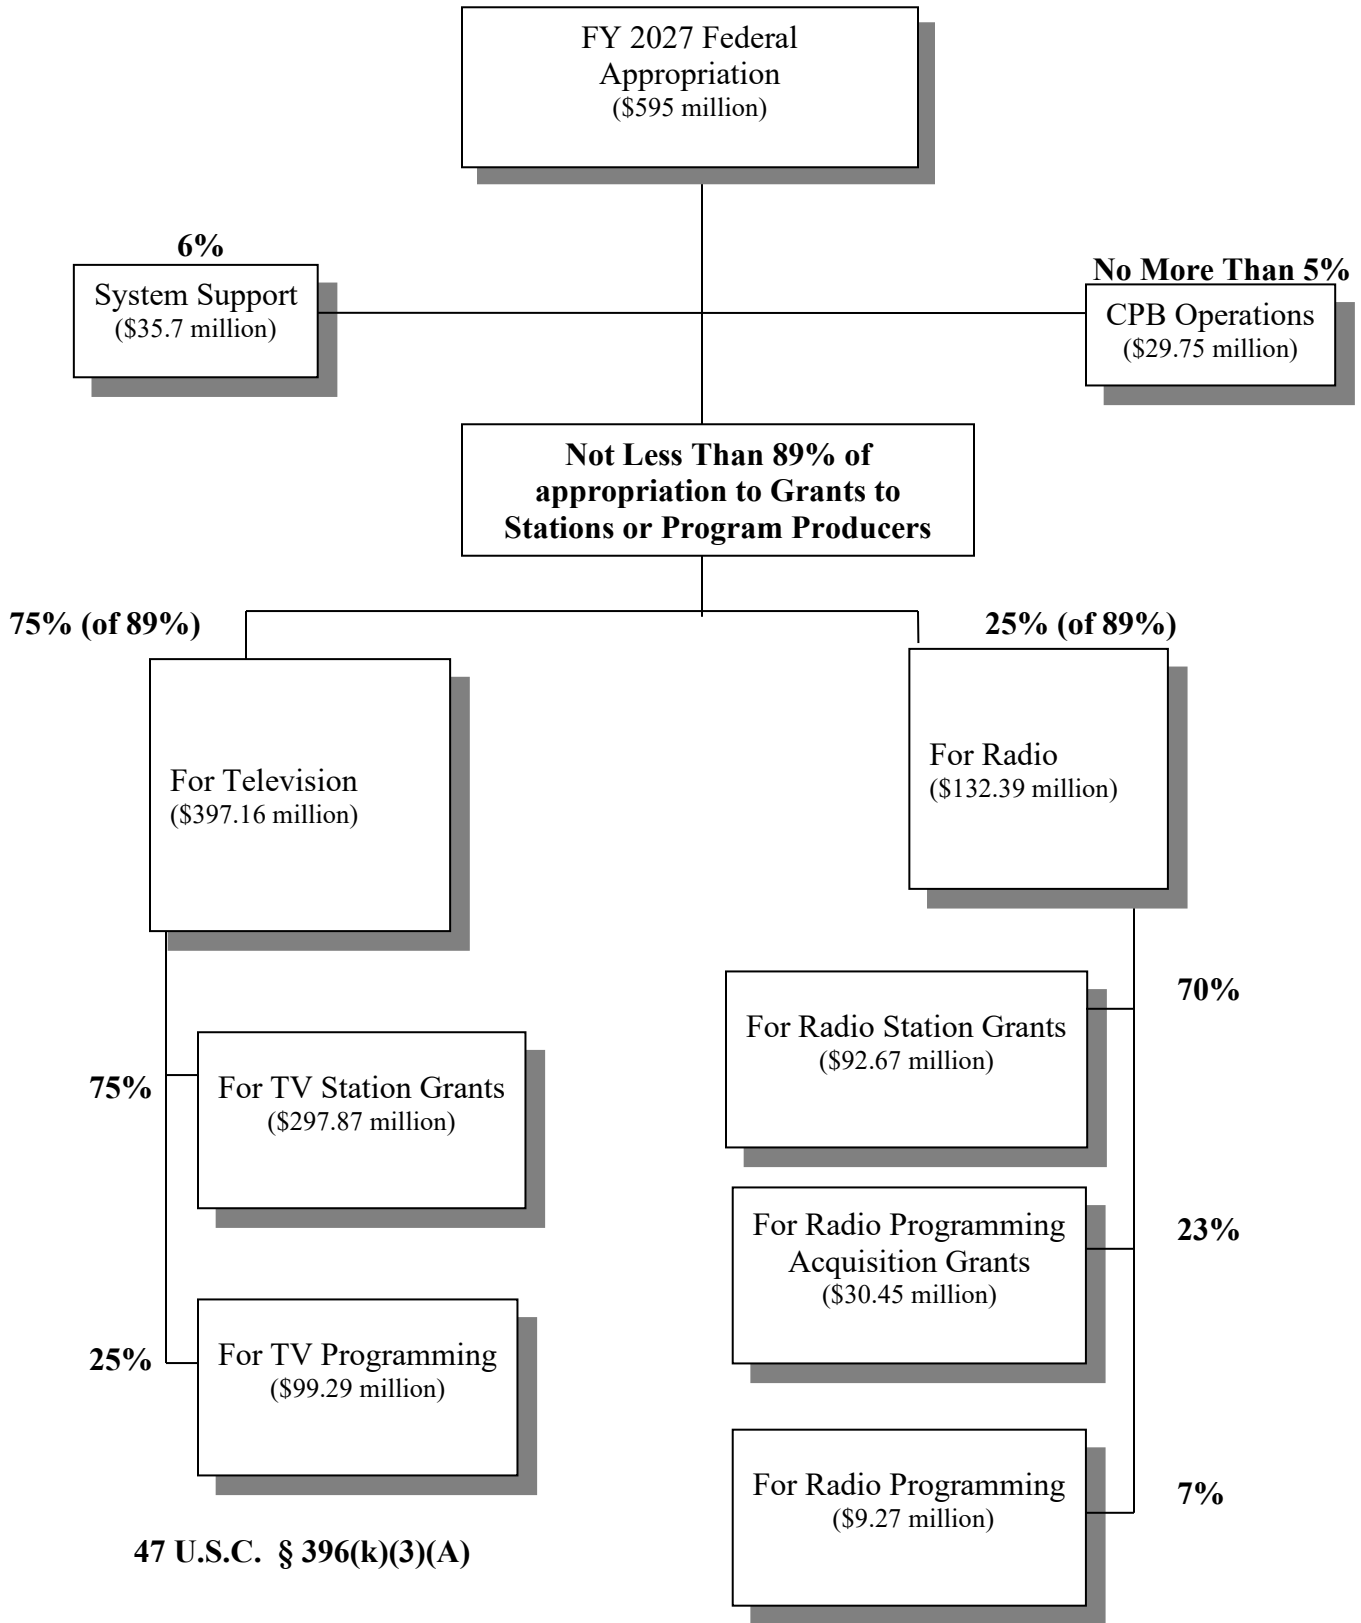 FY 2027 Federal
Appropriation
($595 million)
6%
System Support
($35.7 million)
No More Than 5%
CPB Operations
($29.75 million)
Not Less Than 89% of
appropriation to Grants to
Stations or Program Producers
75% (of 89%)
25% (of 89%)
For Television
($397.16 million)
For Radio
($132.39 million)
75%
For TV Station Grants
($297.87 million)
25%
For TV Programming
($99.29 million)
For Radio Station Grants
($92.67 million)
70%
For Radio Programming
Acquisition Grants
($30.45 million)
23%
For Radio Programming
($9.27 million)
7%
47 U.S.C. § 396(k)(3)(A)